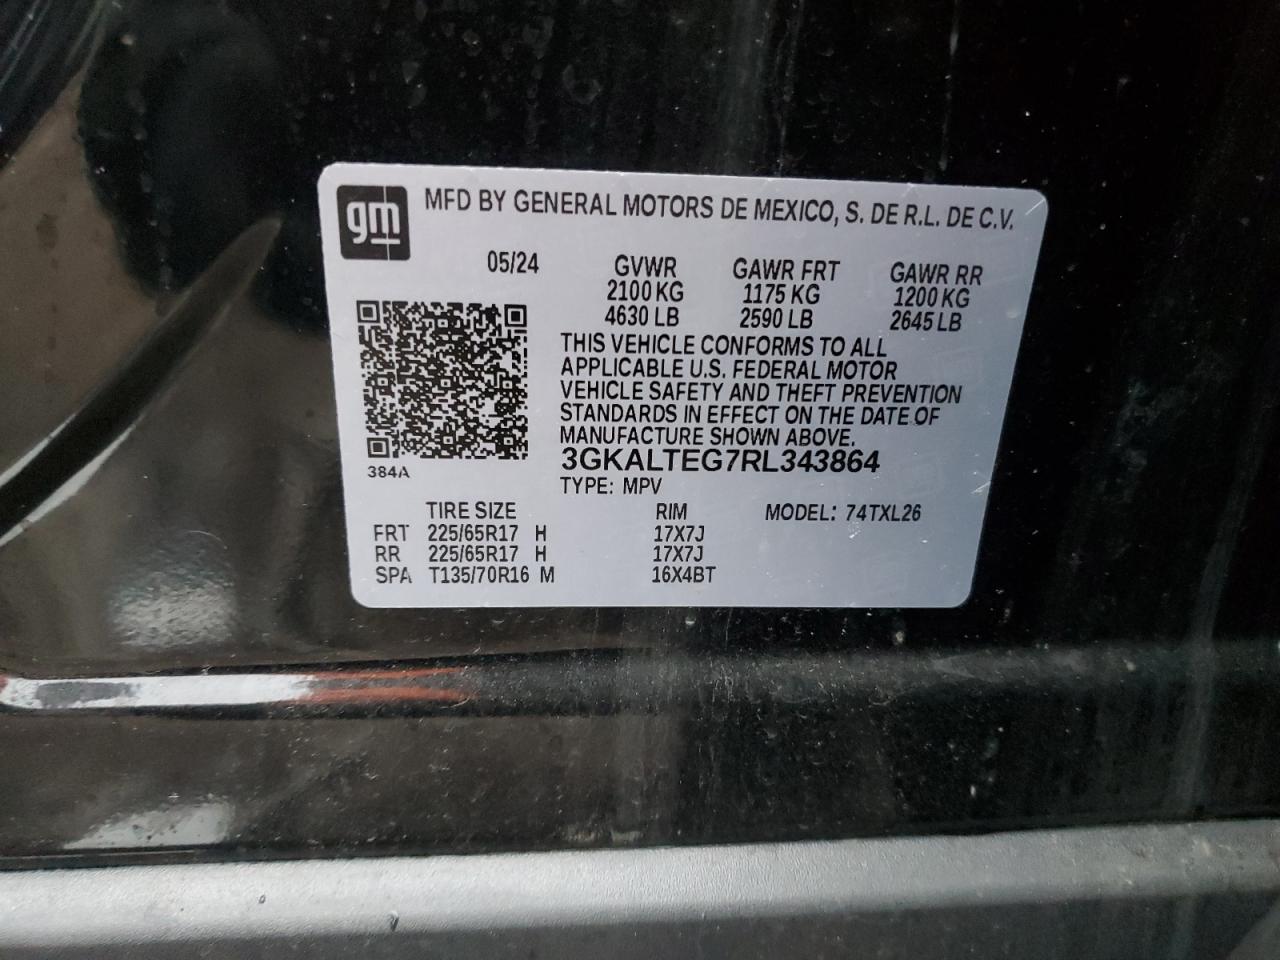 gm MFD BY GENERAL MOTORS DE MEXICO, S. DE R.L. DE C.V.
05/24 GVWR GAWR FRT GAWR RR
2100 KG 1175 KG 1200 KG
4630 LB 2590 LB 2645 LB
THIS VEHICLE CONFORMS TO ALL
APPLICABLE U.S. FEDERAL MOTOR
VEHICLE SAFETY AND THEFT PREVENTION
STANDARDS IN EFFECT ON THE DATE OF
MANUFACTURE SHOWN ABOVE.
384A 3GKALTEG7RL343864
TYPE: MPV
TIRE SIZE RIM MODEL: 74TXL26
FRT 225/65R17 H 17X7J
RR 225/65R17 H 17X7J
SPA T135/70R16 M 16X4BT